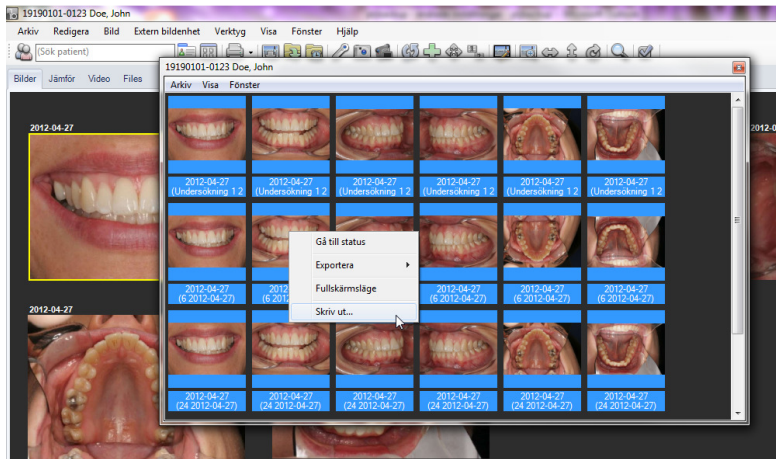 19190101-0123 Doe, John
Arkiv Redigera Bild Extern bildenhet Verktyg Visa Fönster Hjälp
(Sök patient)
Bilder Jämför Video Files
2012-04-27
2012-04-27
2012-0
19190101-0123 Doe, John
Arkiv Visa Fönster
2012-04-27 2012-04-27 2012-04-27 2012-04-27 2012-04-27 2012-04-27
(Undersökning 1 2 (Undersökning 1 2 (Undersökning 1 2 (Undersökning 1 2 (Undersökning 1 2 (Undersökning 1 2
2012-04-27 2012 2012-04-27 2012-04-27 2012-04-27
(6 2012-04-27) (6 2012 (6 2012-04-27) (6 2012-04-27) (6 2012-04-27)
2012-04-27 2012-04-27 2012-04-27 2012-04-27 2012-04-27 2012-04-27
(24 2012-04-27) (24 2012-04-27) (24 2012-04-27) (24 2012-04-27) (24 2012-04-27) (24 2012-04-27)
Gå till status
Exportera
Fullskärmsläge
Skriv ut...